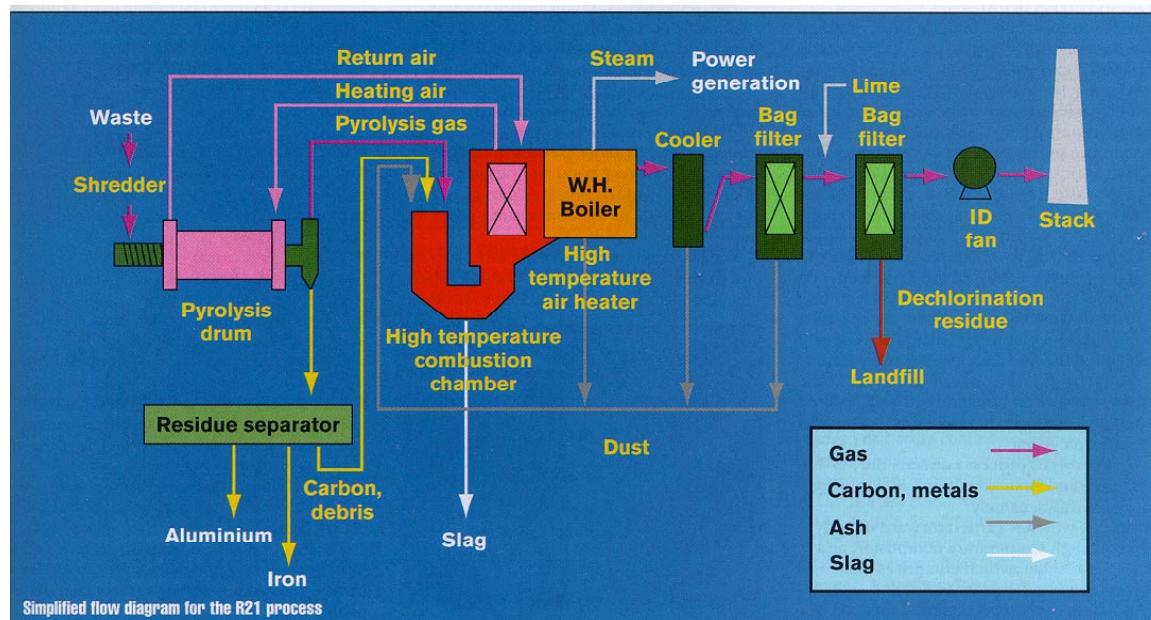 Return air
Heating air
Pyrolysis gas
Waste
Shredder
Pyrolysis
drum
Steam
Power
generation
Lime
Cooler
Bag
filter
Bag
filter
W.H.
Boiler
High
temperature
air heater
High temperature
combustion
chamber
ID
fan
Stack
Dechlorination
residue
Landfill
Residue separator
Dust
Carbon,
debris
Aluminium
Iron
Slag
Gas
Carbon, metals
Ash
Slag
Simplified flow diagram for the R21 process